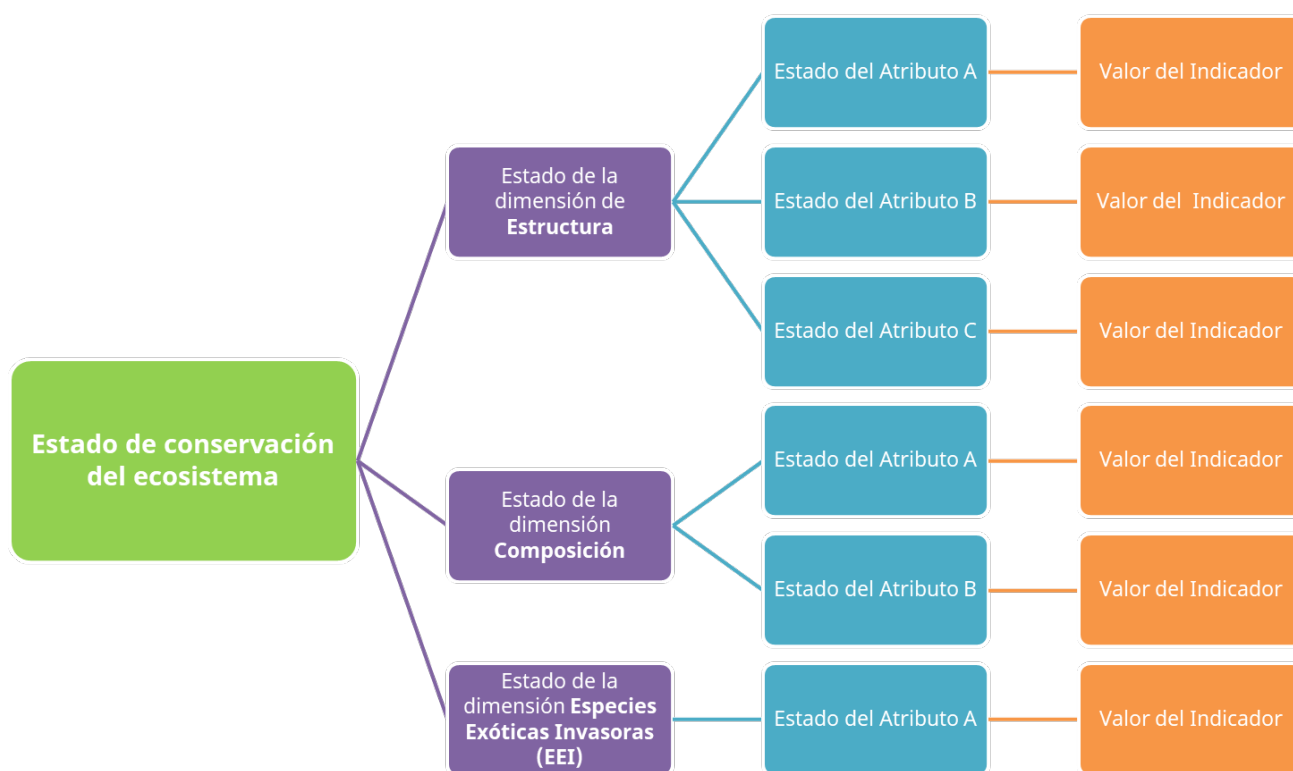 Estado de conservación
del ecosistema
Estado de la
dimensión de
Estructura
Estado del Atributo A
Valor del Indicador
Estado del Atributo B
Valor del  Indicador
Estado del Atributo C
Valor del Indicador
Estado de la
dimensión
Composición
Estado del Atributo A
Valor del Indicador
Estado del Atributo B
Valor del Indicador
Estado de la
dimensión Especies
Exóticas Invasoras
(EEI)
Estado del Atributo A
Valor del Indicador